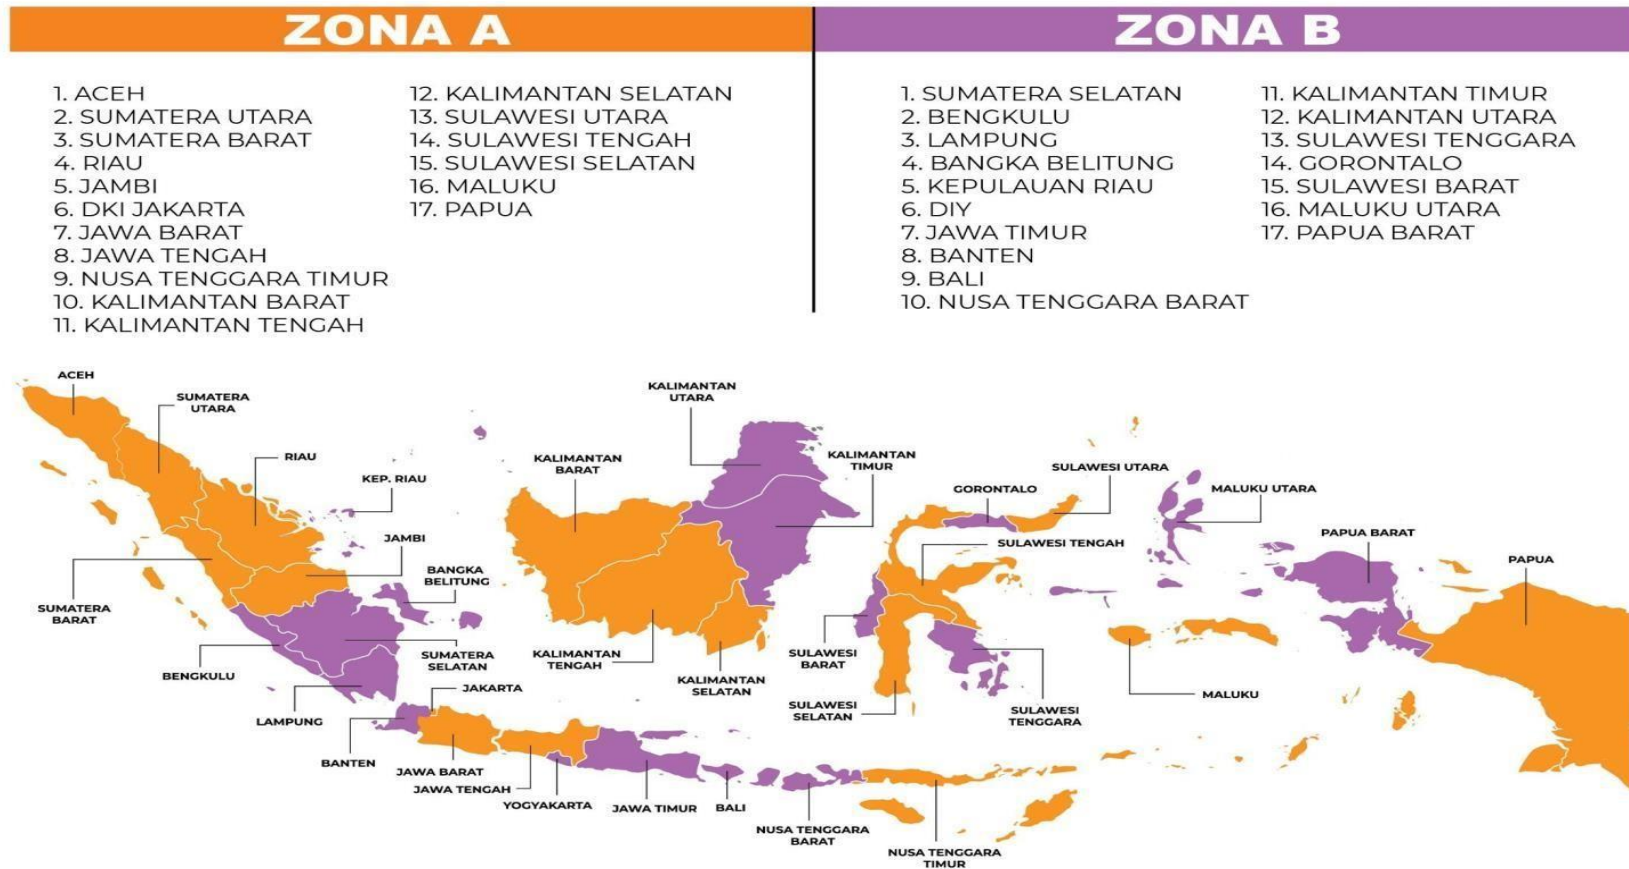 ZONA A
1. ACEH
2. SUMATERA UTARA
3. SUMATERA BARAT
4. RIAU
5. JAMBI
6. DKI JAKARTA
7. JAWA BARAT
8. JAWA TENGAH
9. NUSA TENGGARA TIMUR
10. KALIMANTAN BARAT
11. KALIMANTAN TENGAH
12. KALIMANTAN SELATAN
13. SULAWESI UTARA
14. SULAWESI TENGAH
15. SULAWESI SELATAN
16. MALUKU
17. PAPUA
ZONA B
1. SUMATERA SELATAN
2. BENGKULU
3. LAMPUNG
4. BANGKA BELITUNG
5. KEPULAUAN RIAU
6. DIY
7. JAWA TIMUR
8. BANTEN
9. BALI
10. NUSA TENGGARA BARAT
11. KALIMANTAN TIMUR
12. KALIMANTAN UTARA
13. SULAWESI TENGGARA
14. GORONTALO
15. SULAWESI BARAT
16. MALUKU UTARA
17. PAPUA BARAT
ACEH
SUMATERA
UTARA
RIAU
KEP. RIAU
JAMBI
BANGKA
BELITUNG
SUMATERA
BARAT
BENGKULU
SUMATERA
SELATAN
LAMPUNG
JAKARTA
BANTEN
JAWA BARAT
JAWA TENGAH
YOGYAKARTA
JAWA TIMUR
BALI
NUSA TENGGARA
BARAT
NUSA TENGGARA
TIMUR
KALIMANTAN
UTARA
KALIMANTAN
BARAT
KALIMANTAN
TIMUR
KALIMANTAN
TENGAH
KALIMANTAN
SELATAN
SULAWESI UTARA
GORONTALO
SULAWESI TENGAH
SULAWESI
BARAT
SULAWESI
SELATAN
SULAWESI
TENGGARA
MALUKU UTARA
MALUKU
PAPUA BARAT
PAPUA